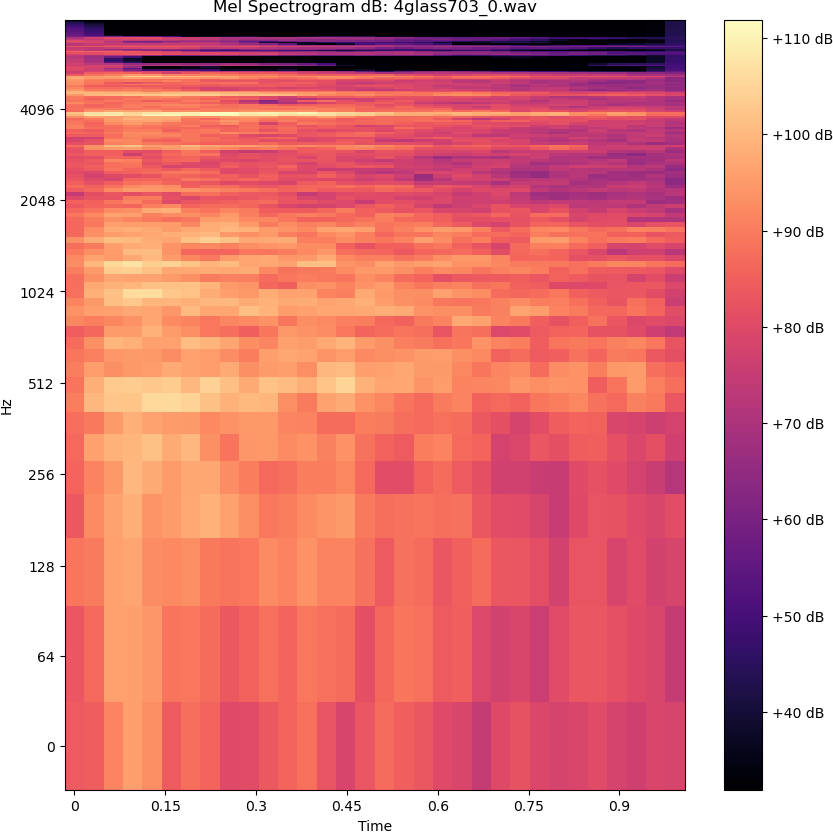 Mel Spectrogram dB: 4glass703_0.wav
Hz
4096
2048
1024
512
256
128
64
0
0
0.15
0.3
0.45
0.6
0.75
0.9
Time
+110 dB
+100 dB
+90 dB
+80 dB
+70 dB
+60 dB
+50 dB
+40 dB